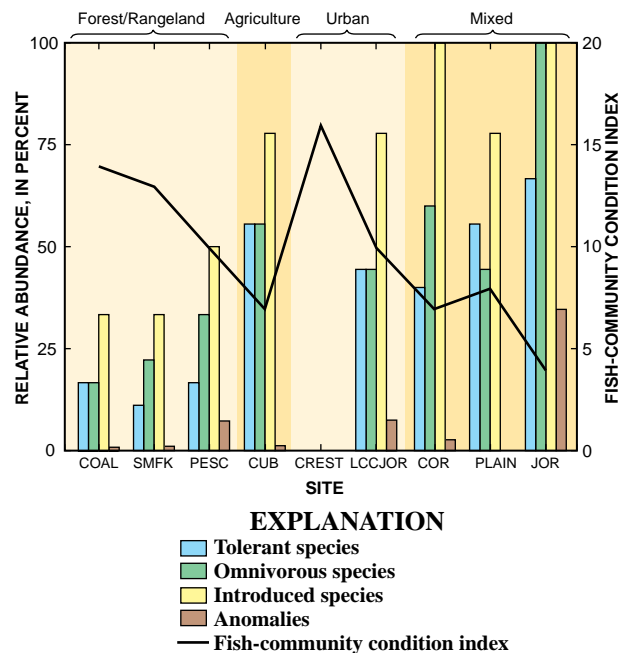 Forest/Rangeland Agriculture Urban Mixed
100
75
50
25
0
RELATIVE ABUNDANCE, IN PERCENT
20
15
10
5
0
FISH-COMMUNITY CONDITION INDEX
COAL SMFK PESC CUB CREST LCCJOR COR PLAIN JOR
SITE
EXPLANATION
Tolerant species
Omnivorous species
Introduced species
Anomalies
Fish-community condition index